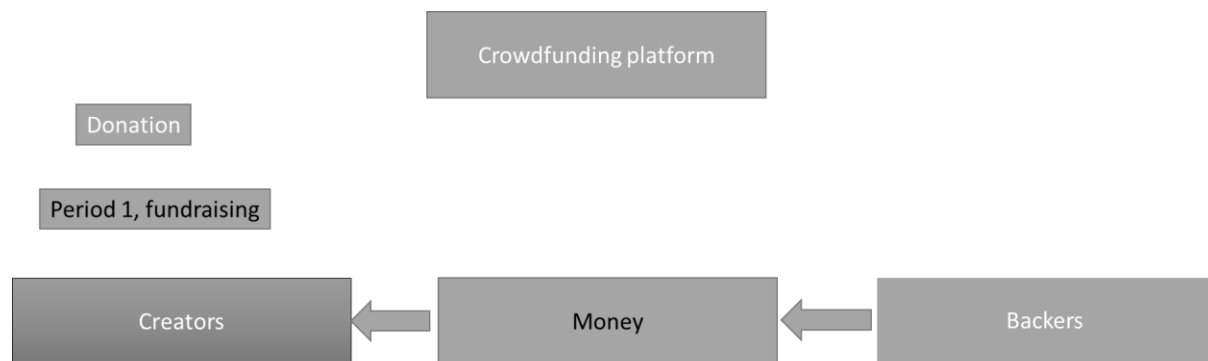 Crowdfunding platform
Donation
Period 1, fundraising
Creators
Money
Backers